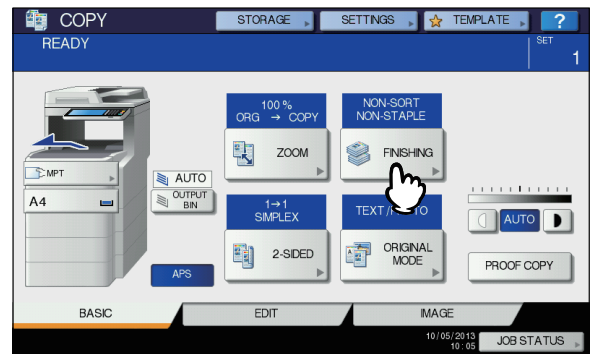 COPY
STORAGE
SETTINGS
TEMPLATE
?
READY
SET
1
100 %
ORG → COPY
NON-SORT
NON-STAPLE
ZOOM
FINISHING
MPT
A4
AUTO
OUTPUT
BIN
1→1
SIMPLEX
TEXT/
TO
2-SIDED
ORIGINAL
MODE
AUTO
APS
PROOF COPY
BASIC
EDIT
IMAGE
10/05/2013
10:05
JOB STATUS